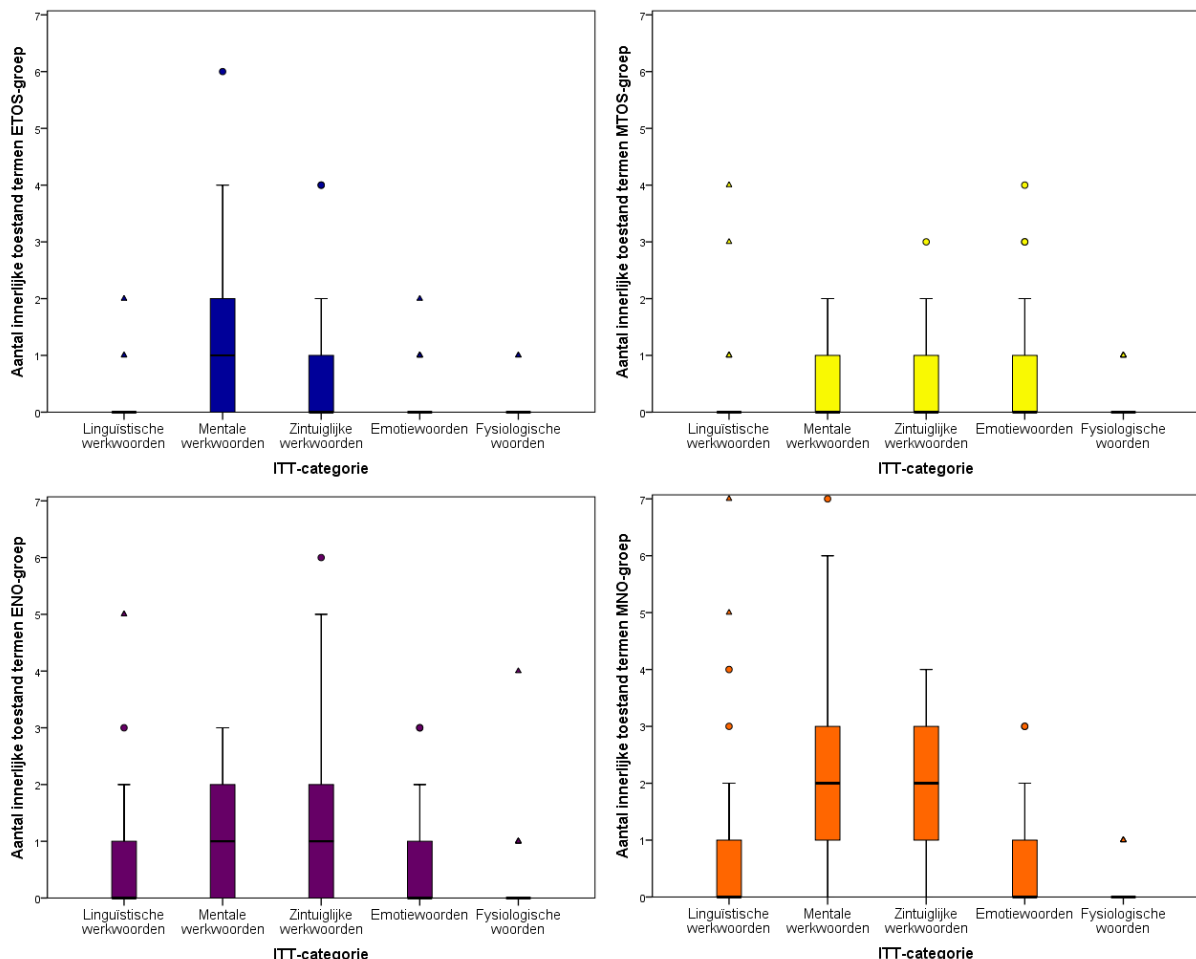 Aantal innerlijke toestand termen ETOS-groep
7
6
5
4
3
2
1
0
Linguïstische werkwoorden
Mentale werkwoorden
Zintuiglijke werkwoorden
Emotiewoorden
Fysiologische woorden
ITT-categorie
Aantal innerlijke toestand termen MTOS-groep
7
6
5
4
3
2
1
0
Linguïstische werkwoorden
Mentale werkwoorden
Zintuiglijke werkwoorden
Emotiewoorden
Fysiologische woorden
ITT-categorie
Aantal innerlijke toestand termen ENO-groep
7
6
5
4
3
2
1
0
Linguïstische werkwoorden
Mentale werkwoorden
Zintuiglijke werkwoorden
Emotiewoorden
Fysiologische woorden
ITT-categorie
Aantal innerlijke toestand termen MNO-groep
7
6
5
4
3
2
1
0
Linguïstische werkwoorden
Mentale werkwoorden
Zintuiglijke werkwoorden
Emotiewoorden
Fysiologische woorden
ITT-categorie